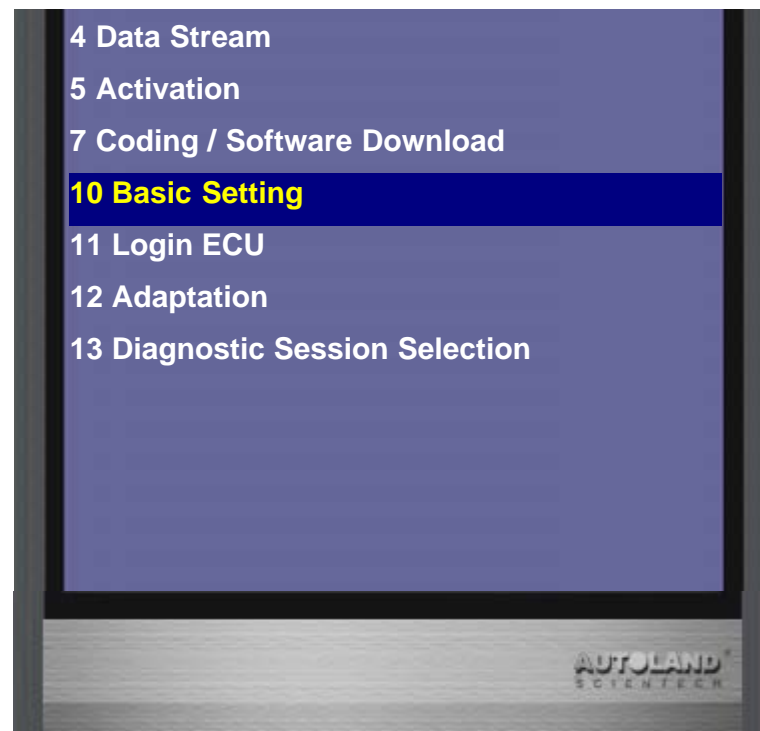 4 Data Stream
5 Activation
7 Coding / Software Download
10 Basic Setting
11 Login ECU
12 Adaptation
13 Diagnostic Session Selection
AUTOLAND®
SCIENTECH